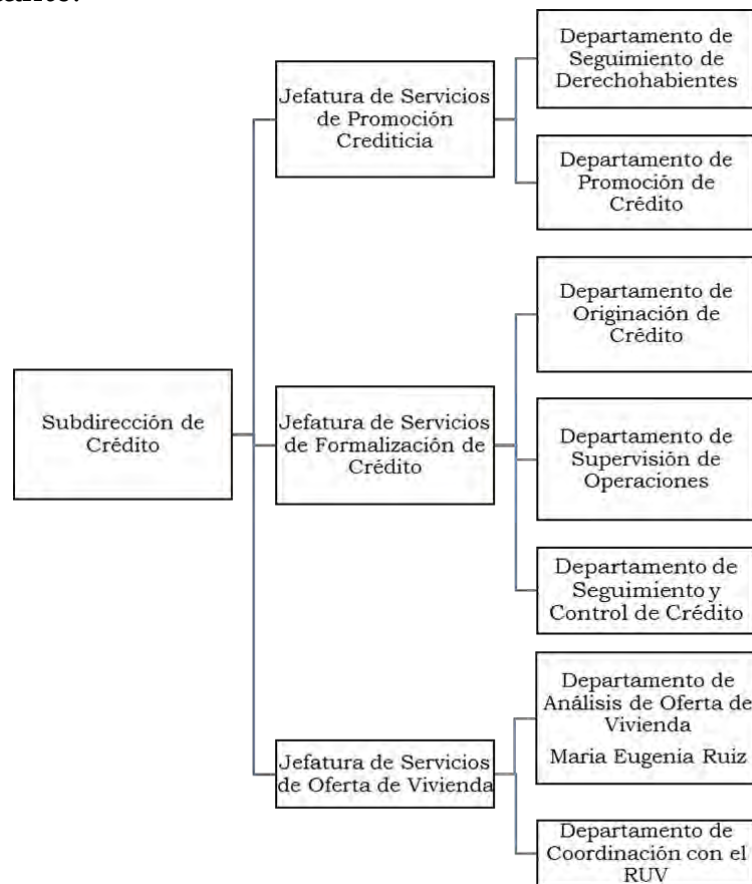 Departamento de
Seguimiento de
Derechohabientes
Jefatura de Servicios
de Promoción
Crediticia
Departamento de
Promoción de
Crédito
Departamento de
Originación de
Crédito
Subdirección de
Crédito
Jefatura de Servicios
de Formalización de
Crédito
Departamento de
Supervisión de
Operaciones
Departamento de
Seguimiento y
Control de Crédito
Departamento de
Análisis de Oferta de
Vivienda
Maria Eugenia Ruiz
Jefatura de Servicios
de Oferta de Vivienda
Departamento de
Coordinación con el
RUV